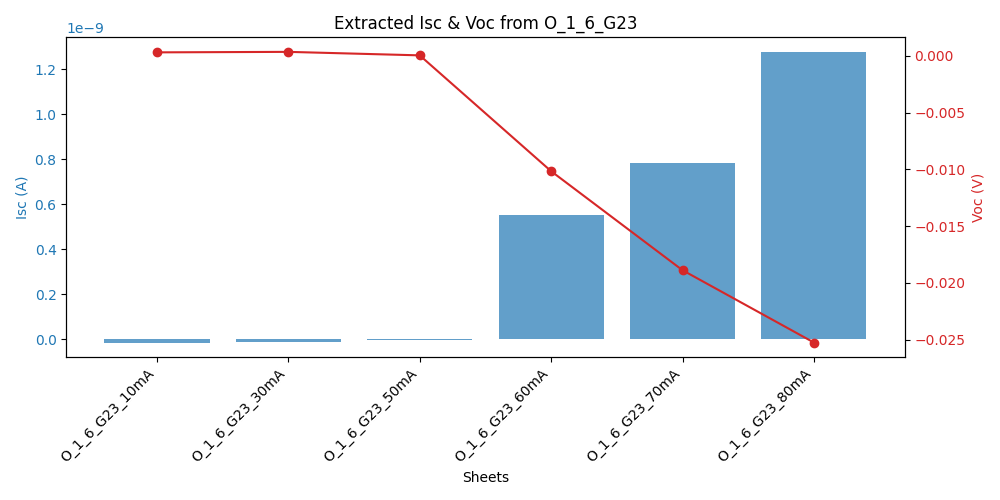 Extracted Isc & Voc from O_1_6_G23
1e−9
1.2
1.0
0.8
0.6
0.4
0.2
0.0
Isc (A)
0.000
−0.005
−0.010
−0.015
−0.020
−0.025
Voc (V)
O_1_6_G23_10mA
O_1_6_G23_30mA
O_1_6_G23_50mA
O_1_6_G23_60mA
O_1_6_G23_70mA
O_1_6_G23_80mA
Sheets